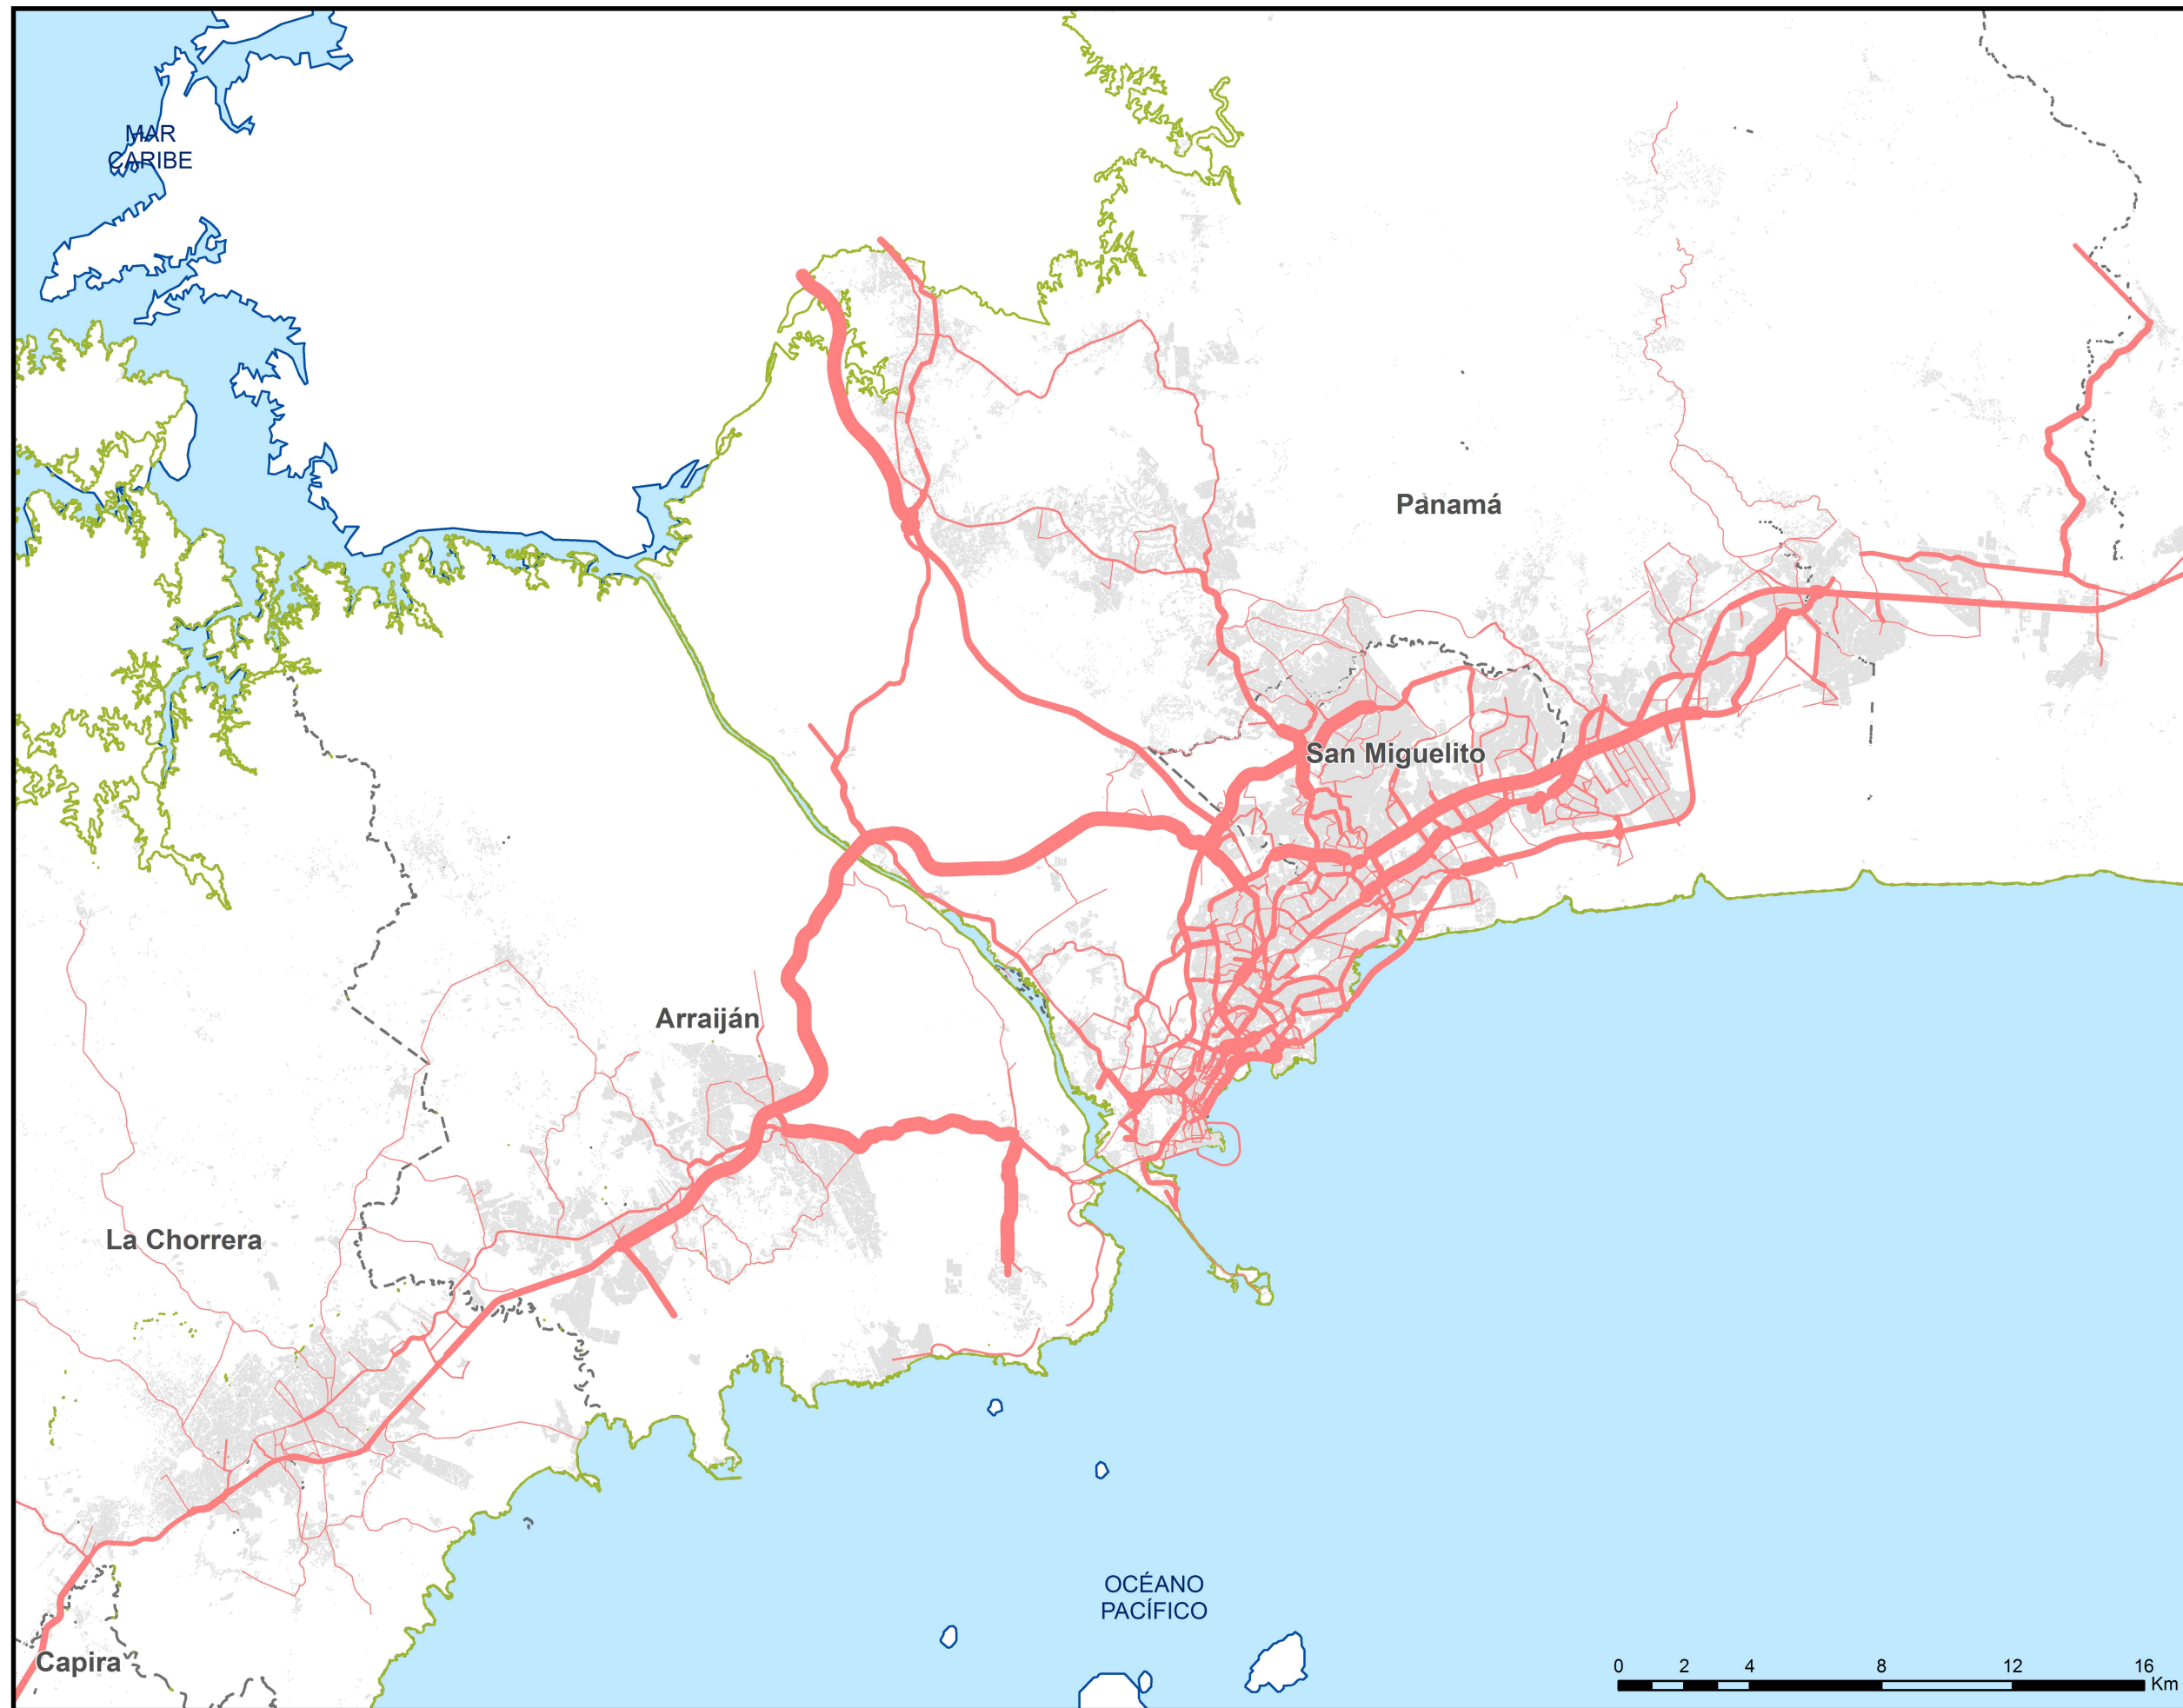 MAR
CARIBE
Panamá
San Miguelito
Arraiján
La Chorrera
OCÉANO
PACÍFICO
Capira
0 2 4 8 12 16
Km